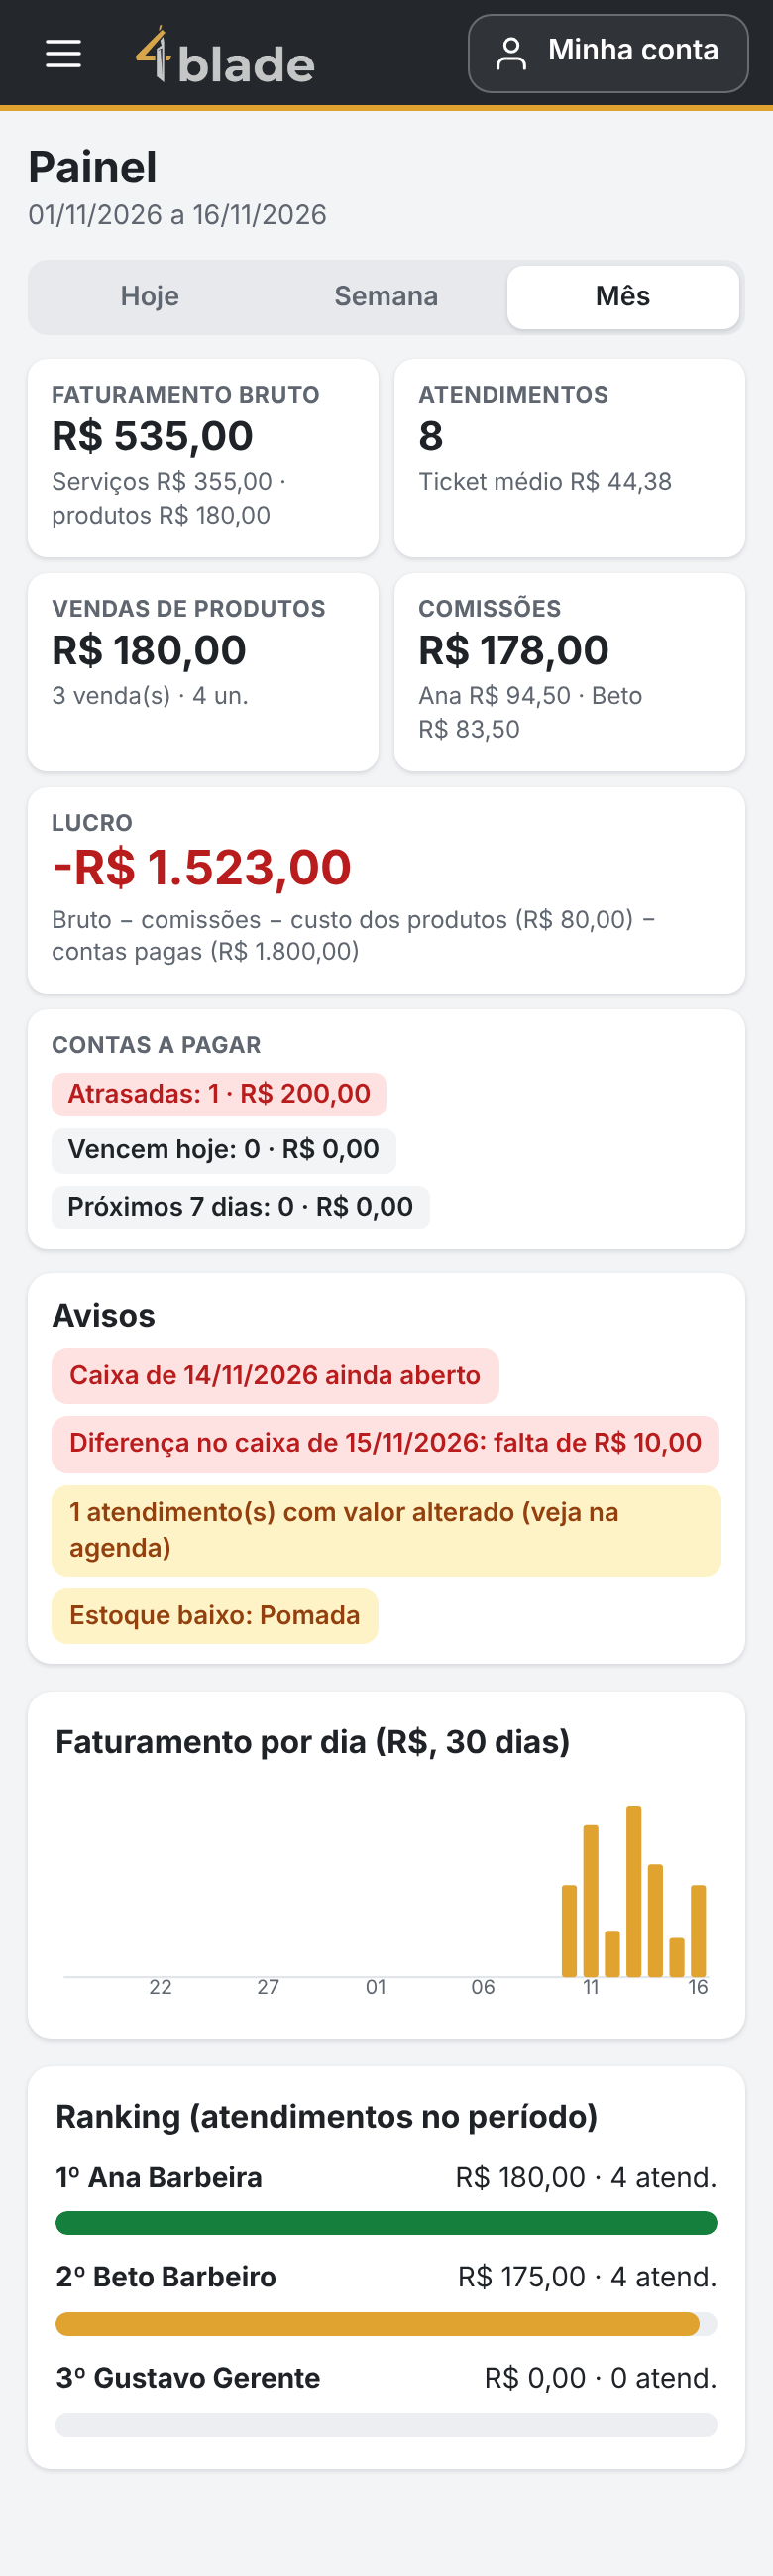 4blade
Minha conta
Painel
01/11/2026 a 16/11/2026
Hoje
Semana
Mês
FATURAMENTO BRUTO
R$ 535,00
Serviços R$ 355,00 ·
produtos R$ 180,00
ATENDIMENTOS
8
Ticket médio R$ 44,38
VENDAS DE PRODUTOS
R$ 180,00
3 venda(s) · 4 un.
COMISSÕES
R$ 178,00
Ana R$ 94,50 · Beto
R$ 83,50
LUCRO
-R$ 1.523,00
Bruto − comissões − custo dos produtos (R$ 80,00) −
contas pagas (R$ 1.800,00)
CONTAS A PAGAR
Atrasadas: 1 · R$ 200,00
Vencem hoje: 0 · R$ 0,00
Próximos 7 dias: 0 · R$ 0,00
Avisos
Caixa de 14/11/2026 ainda aberto
Diferença no caixa de 15/11/2026: falta de R$ 10,00
1 atendimento(s) com valor alterado (veja na
agenda)
Estoque baixo: Pomada
Faturamento por dia (R$, 30 dias)
22 27 01 06 11 16
Ranking (atendimentos no período)
1º Ana Barbeira R$ 180,00 · 4 atend.
2º Beto Barbeiro R$ 175,00 · 4 atend.
3º Gustavo Gerente R$ 0,00 · 0 atend.